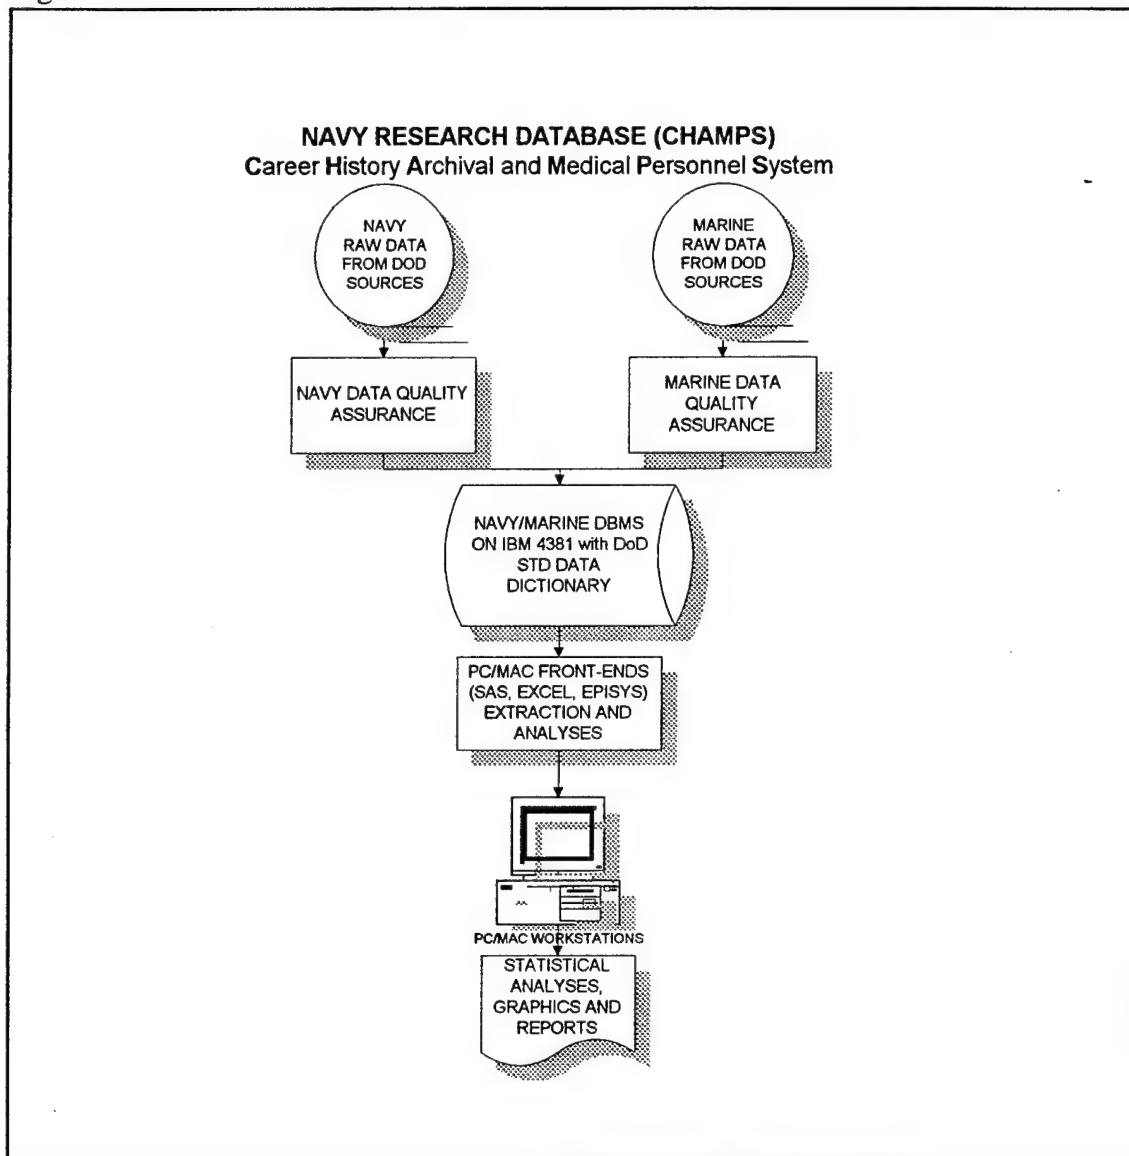 NAVY RESEARCH DATABASE (CHAMPS)
Career History Archival and Medical Personnel System
NAVY
RAW DATA
FROM DOD
SOURCES
MARINE
RAW DATA
FROM DOD
SOURCES
NAVY DATA QUALITY
ASSURANCE
MARINE DATA
QUALITY
ASSURANCE
NAVY/MARINE DBMS
ON IBM 4381 with DoD
STD DATA
DICTIONARY
PC/MAC FRONT-ENDS
(SAS, EXCEL, EPISYS)
EXTRACTION AND
ANALYSES
PC/MAC WORKSTATIONS
STATISTICAL
ANALYSES,
GRAPHICS AND
REPORTS